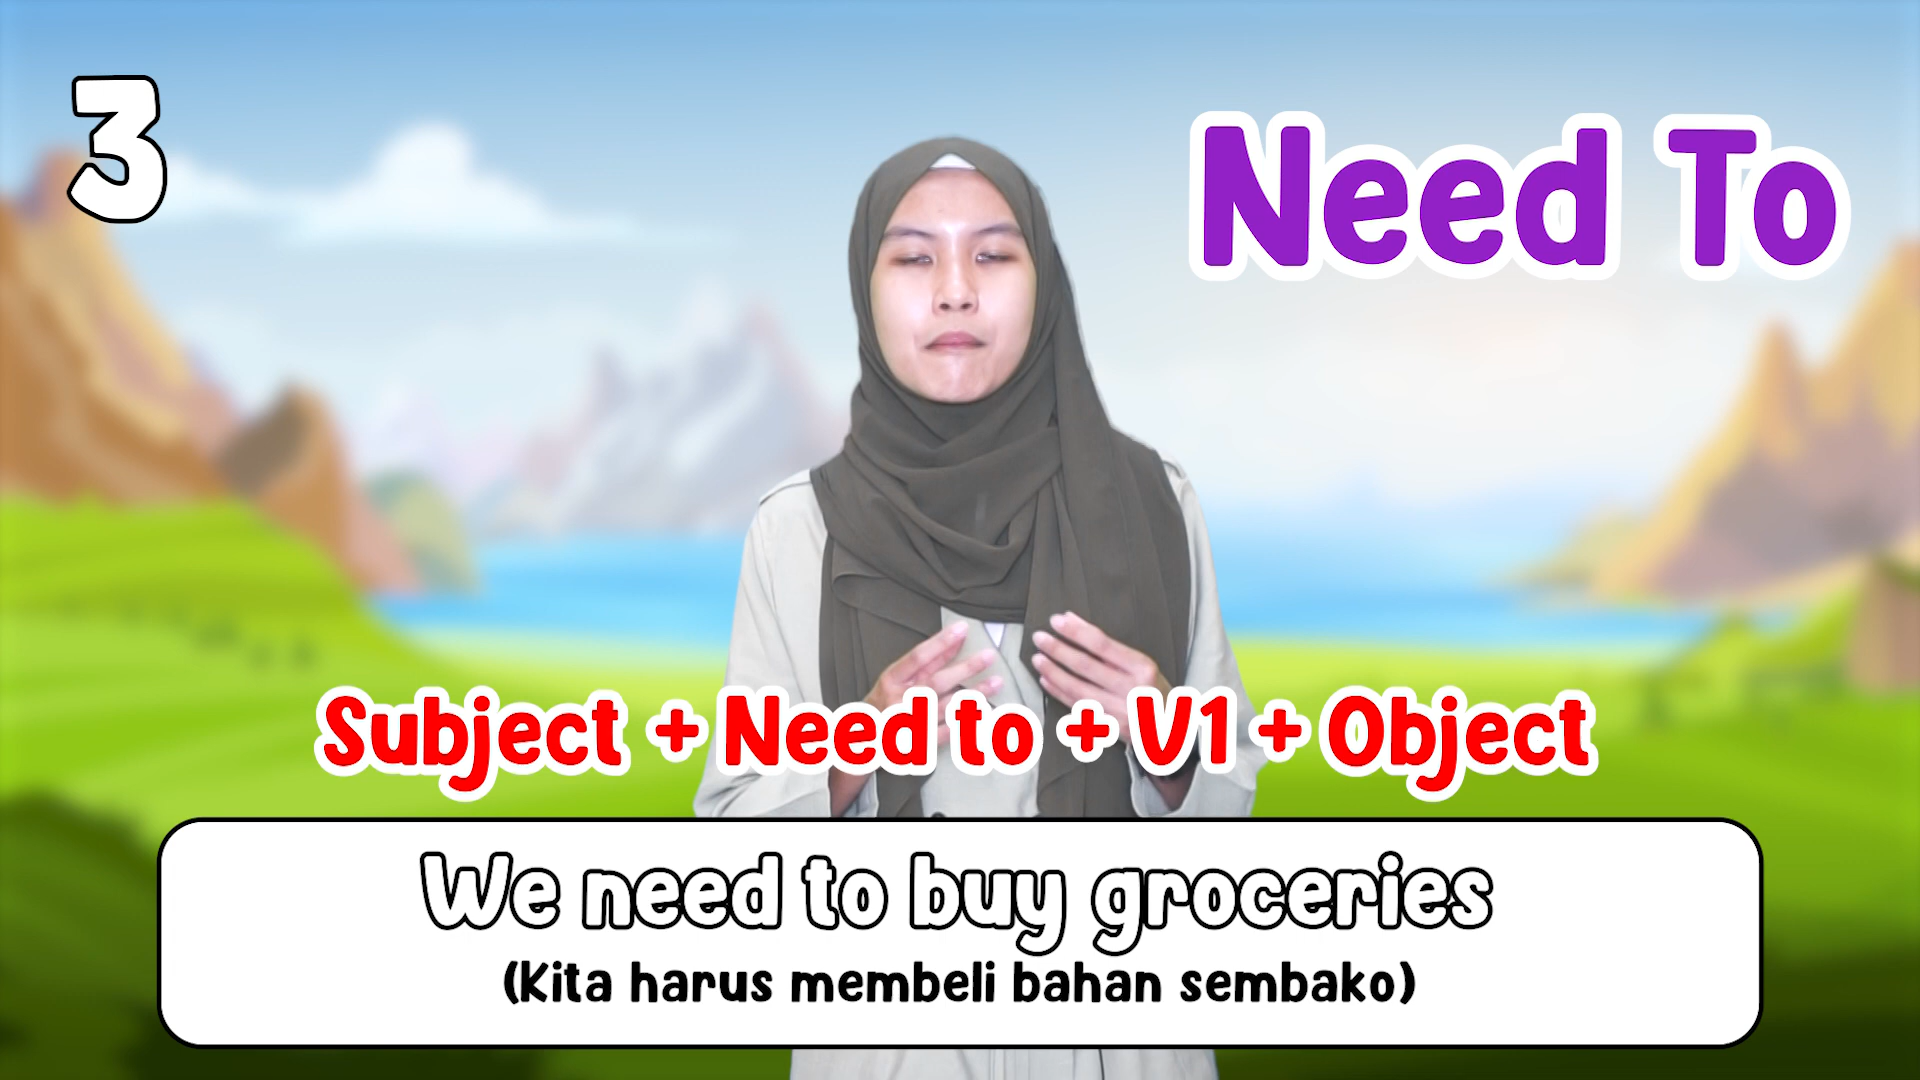 3
Need To
Subject + Need to + V1 + Object
We need to buy groceries
(Kita harus membeli bahan sembako)